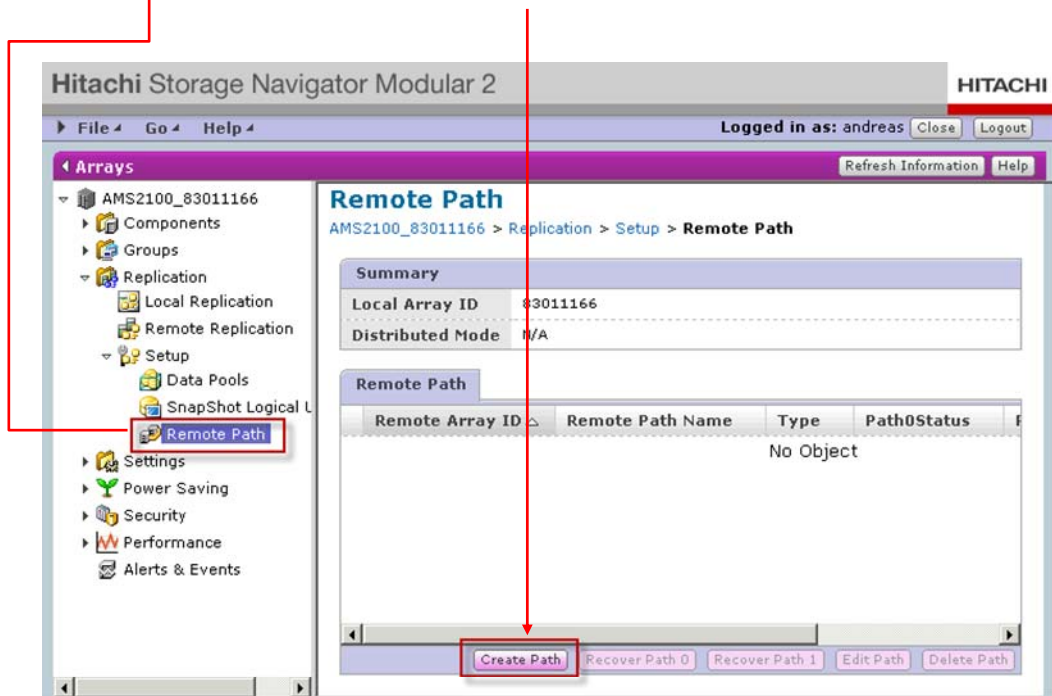 Hitachi Storage Navigator Modular 2
HITACHI
File Go Help
Logged in as: andreas Close Logout
Arrays
Refresh Information Help
AMS2100_83011166
Components
Groups
Replication
Local Replication
Remote Replication
Setup
Data Pools
SnapShot Logical
Remote Path
Settings
Power Saving
Security
Performance
Alerts & Events
Remote Path
AMS2100_83011166 > Replication > Setup > Remote Path
Summary
Local Array ID 83011166
Distributed Mode N/A
Remote Path
Remote Array ID Remote Path Name Type Path0Status
No Object
Create Path Recover Path 0 Recover Path 1 Edit Path Delete Path